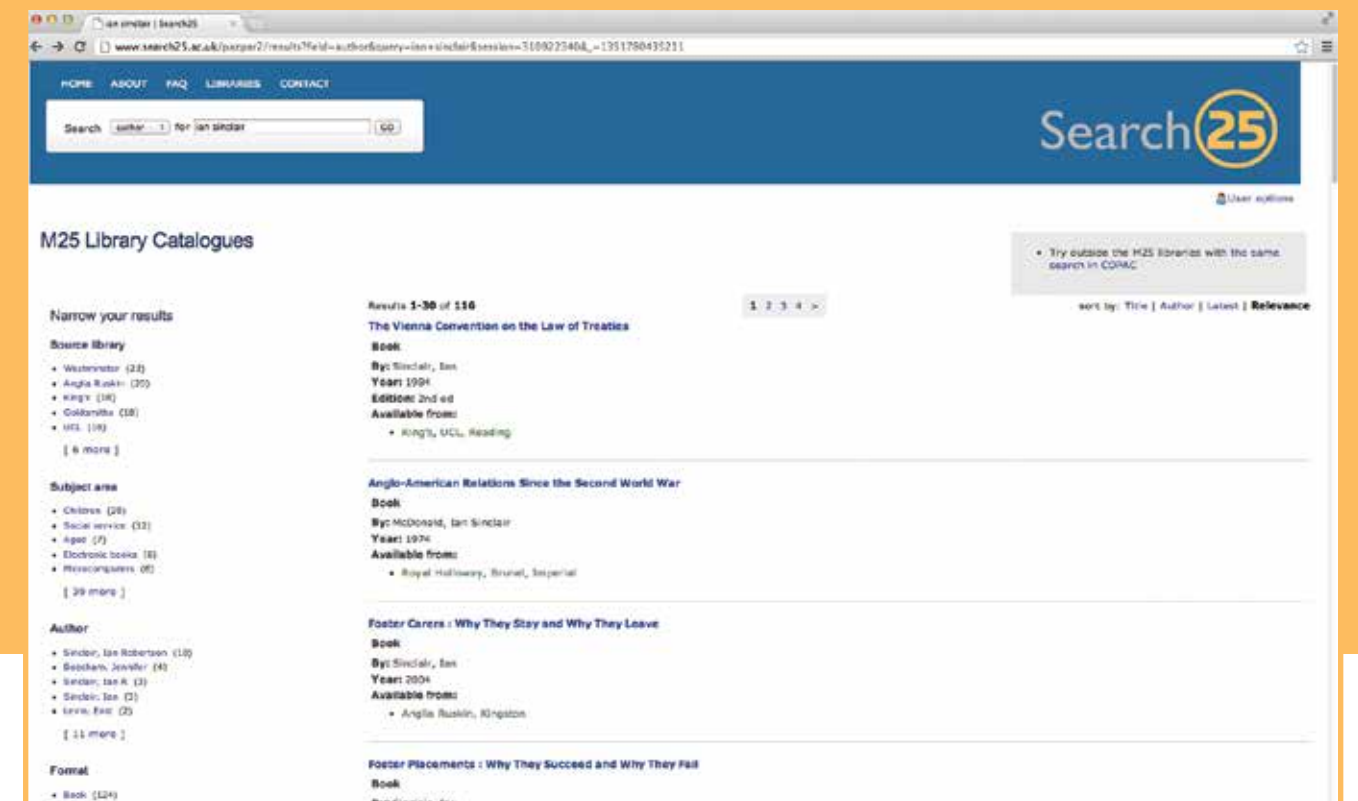 ian sinclair | Search25
www.search25.ac.uk/pazpar2/results?field=author&query=ian+sinclair&session=
HOME ABOUT FAQ LIBRARIES CONTACT
Search author for ian sinclair GO
Search25
User options
M25 Library Catalogues
• Try outside the M25 libraries with the same
search in COPAC
Results 1-30 of 116
1 2 3 4 >
sort by: Title | Author | Latest | Relevance
Narrow your results
Source library
• Westminster (23)
• Anglia Ruskin (20)
• King's (18)
• Goldsmiths (18)
• UCL
[ 6 more ]
Subject area
• Children (28)
• Social service (12)
• Aged (7)
• Electronic books (6)
• Microcomputers (6)
[ 39 more ]
Author
• Sinclair, Ian Robertson (18)
• Beecham, Jennifer (4)
• Sinclair, Ian R (3)
• Sinclair, Ian (3)
• Levin, Enid (2)
[ 11 more ]
Format
• Book (124)
The Vienna Convention on the Law of Treaties
Book
By: Sinclair, Ian
Year: 1984
Edition: 2nd ed
Available from:
• King's, UCL, Reading
Anglo-American Relations Since the Second World War
Book
By: McDonald, Ian Sinclair
Year: 1974
Available from:
• Royal Holloway, Brunel, Imperial
Foster Carers : Why They Stay and Why They Leave
Book
By: Sinclair, Ian
Year: 2004
Available from:
• Anglia Ruskin, Kingston
Foster Placements : Why They Succeed and Why They Fail
Book